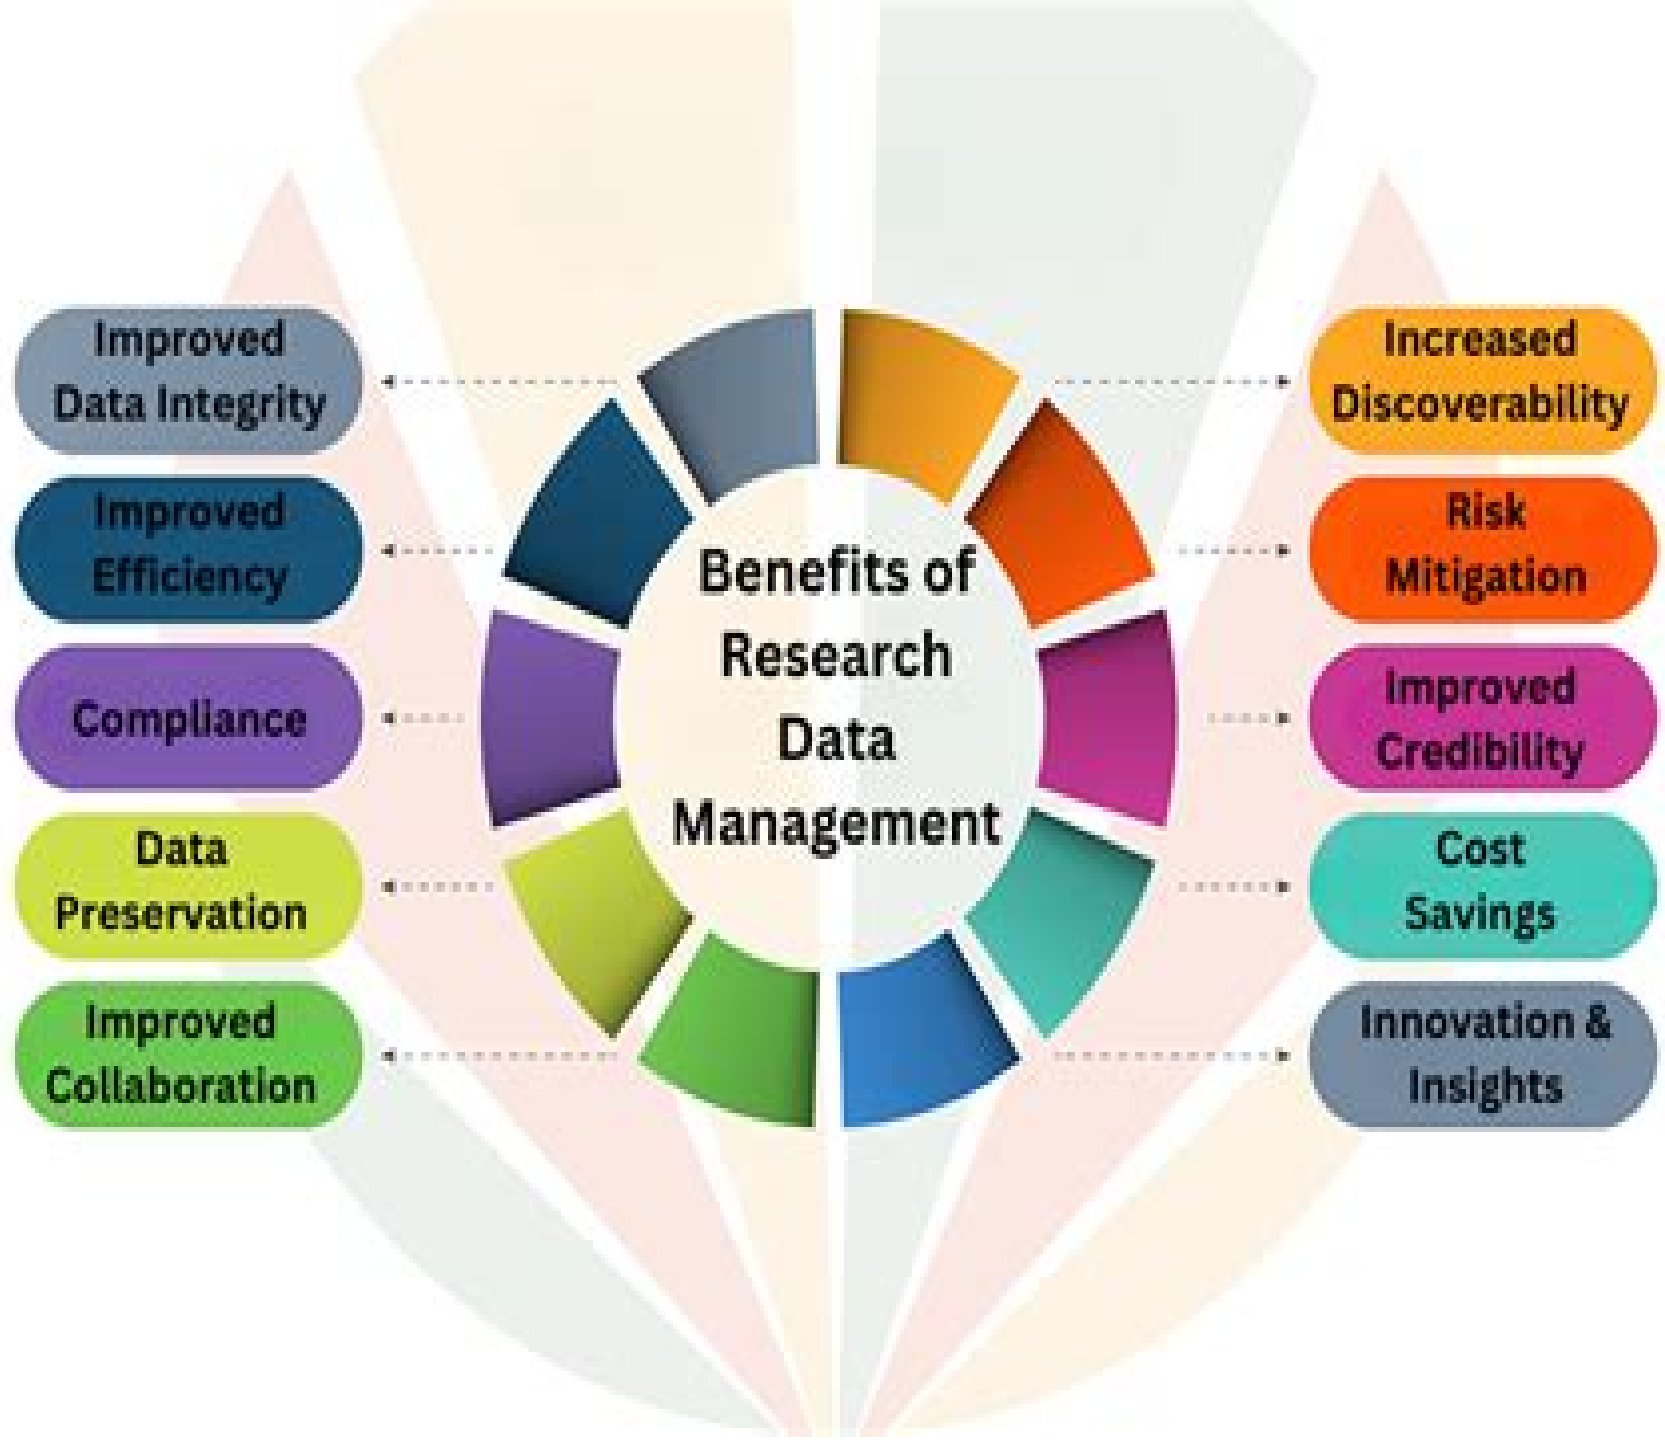 Improved
Data Integrity
Improved
Efficiency
Compliance
Data
Preservation
Improved
Collaboration
Benefits of
Research
Data
Management
Increased
Discoverability
Risk
Mitigation
Improved
Credibility
Cost
Savings
Innovation &
Insights